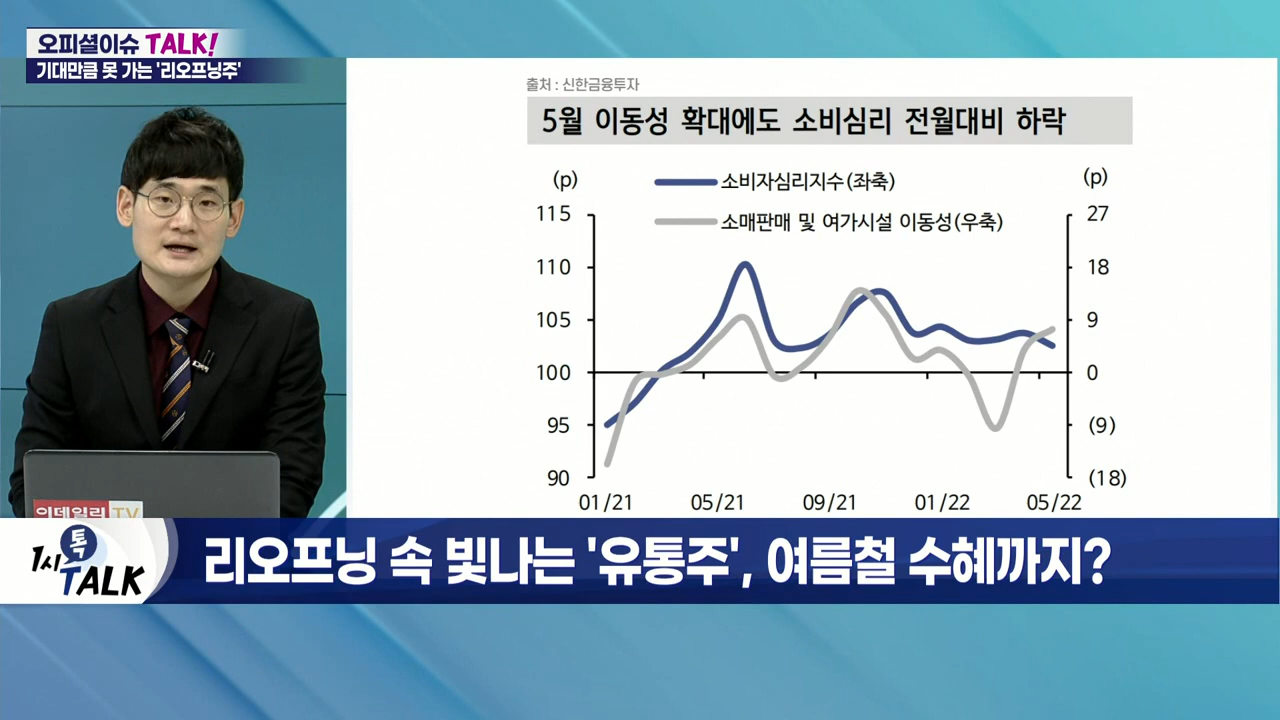 오피셜이슈 TALK!
기대만큼 못 가는 '리오프닝주'
출처 : 신한금융투자
5월 이동성 확대에도 소비심리 전월대비 하락
(p)
(p)
소비자심리지수(좌축)
소매판매 및 여가시설 이동성(우축)
115
110
105
100
95
90
27
18
9
0
(9)
(18)
01/21
05/21
09/21
01/22
05/22
이데일리 TV
1시 톡 TALK
리오프닝 속 빛나는 '유통주', 여름철 수혜까지?